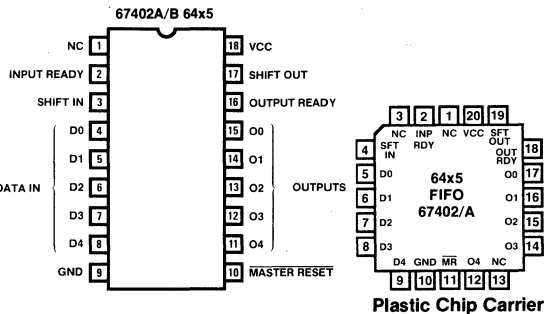 67402A/B 64x5
NC 1
18 VCC
INPUT READY 2
17 SHIFT OUT
SHIFT IN 3
16 OUTPUT READY
D0 4
15 O0
D1 5
14 O1
DATA IN
D2 6
13 O2
OUTPUTS
D3 7
12 O3
D4 8
11 O4
GND 9
10 MASTER RESET
3 2 1 20 19
NC INP RDY NC VCC SFT OUT
4 SFT IN
OUT RDY 18
5 D0
O0 17
6 D1
O1 16
7 D2
O2 15
8 D3
O3 14
64x5
FIFO
67402/A
D4 GND MR O4 NC
9 10 11 12 13
Plastic Chip Carrier